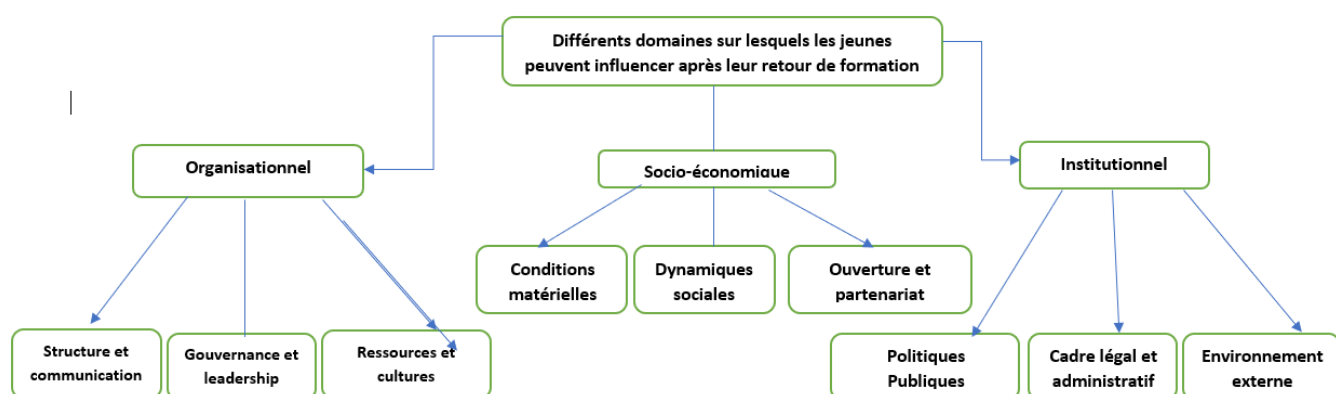 Différents domaines sur lesquels les jeunes
peuvent influencer après leur retour de formation
Organisationnel
Socio-économique
Institutionnel
Conditions
matérielles
Dynamiques
sociales
Ouverture et
partenariat
Structure et
communication
Gouvernance et
leadership
Ressources et
cultures
Politiques
Publiques
Cadre légal et
administratif
Environnement
externe